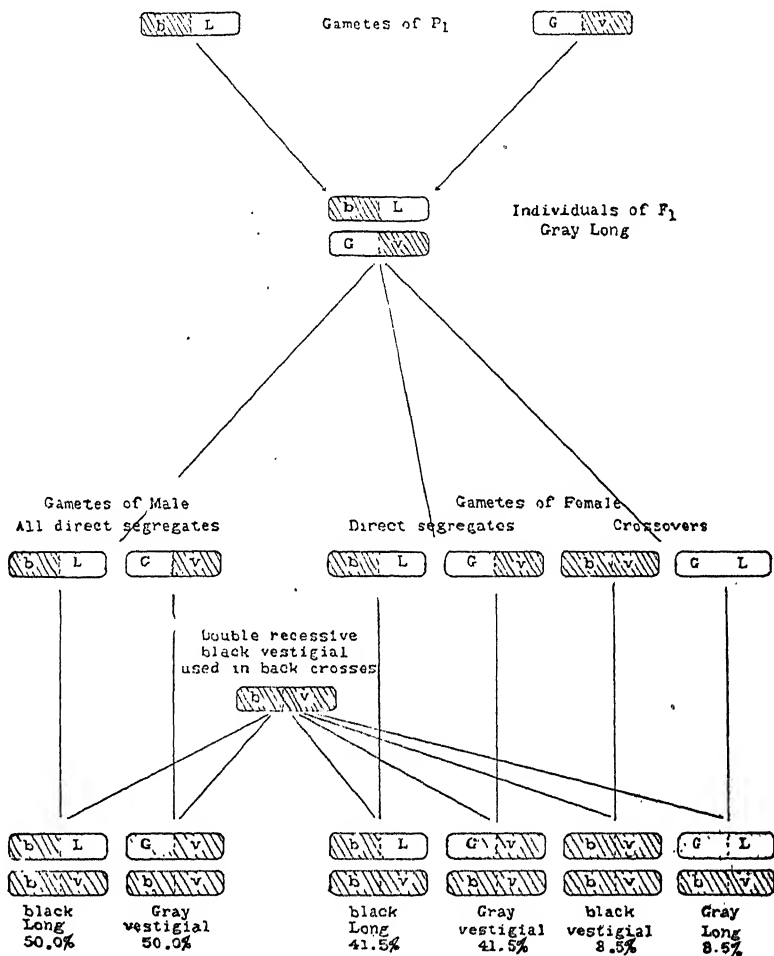 b L Gametes of P1 G v
b L
G v
Individuals of F1
Gray Long
Gametes of Male
All direct segregates
Gametes of Female
Direct segregates Crossovers
b L G v b L G v b v G L
Double recessive
black vestigial
used in back crosses
b v
b L G v b L G v b v G L
b v b v b v b v b v b v
black Long 50.0%
Gray vestigial 50.0%
black Long 41.5%
Gray vestigial 41.5%
black vestigial 8.5%
Gray Long 8.5%